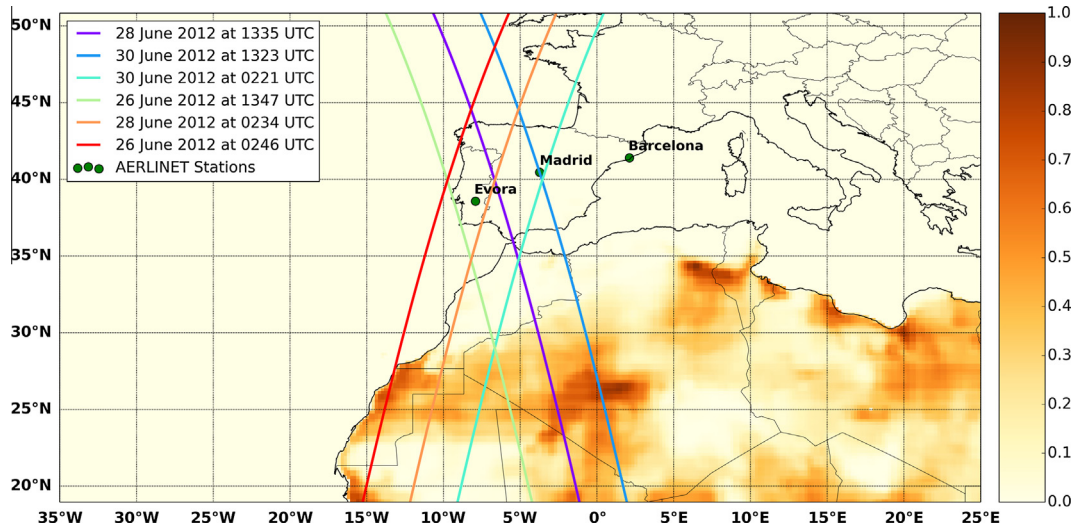 28 June 2012 at 1335 UTC
30 June 2012 at 1323 UTC
30 June 2012 at 0221 UTC
26 June 2012 at 1347 UTC
28 June 2012 at 0234 UTC
26 June 2012 at 0246 UTC
AERLINET Stations
50°N
45°N
40°N
35°N
30°N
25°N
20°N
Barcelona
Madrid
Evora
35°W 30°W 25°W 20°W 15°W 10°W 5°W 0° 5°E 10°E 15°E 20°E 25°E
1.0
0.9
0.8
0.7
0.6
0.5
0.4
0.3
0.2
0.1
0.0